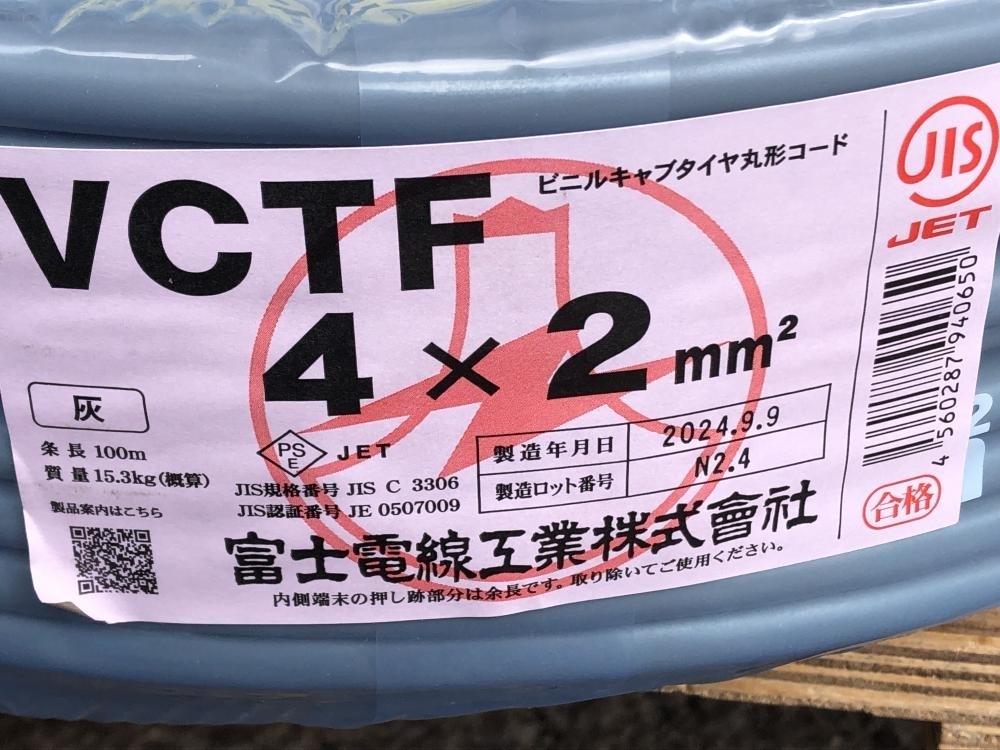 VCTF
ビニルキャブタイヤ丸形コード
4×2mm²
灰
条長 100m
質量 15.3kg(概算)
製品案内はこちら
PS
E
JET
JIS規格番号 JIS C 3306
JIS認証番号 JE 0507009
製造年月日 2024.9.9
製造ロット番号 N2.4
富士電線工業株式會社
内側端末の押し跡部分は余長です。取り除いてご使用ください。
JIS
JET
4 560287 940650
合格
2